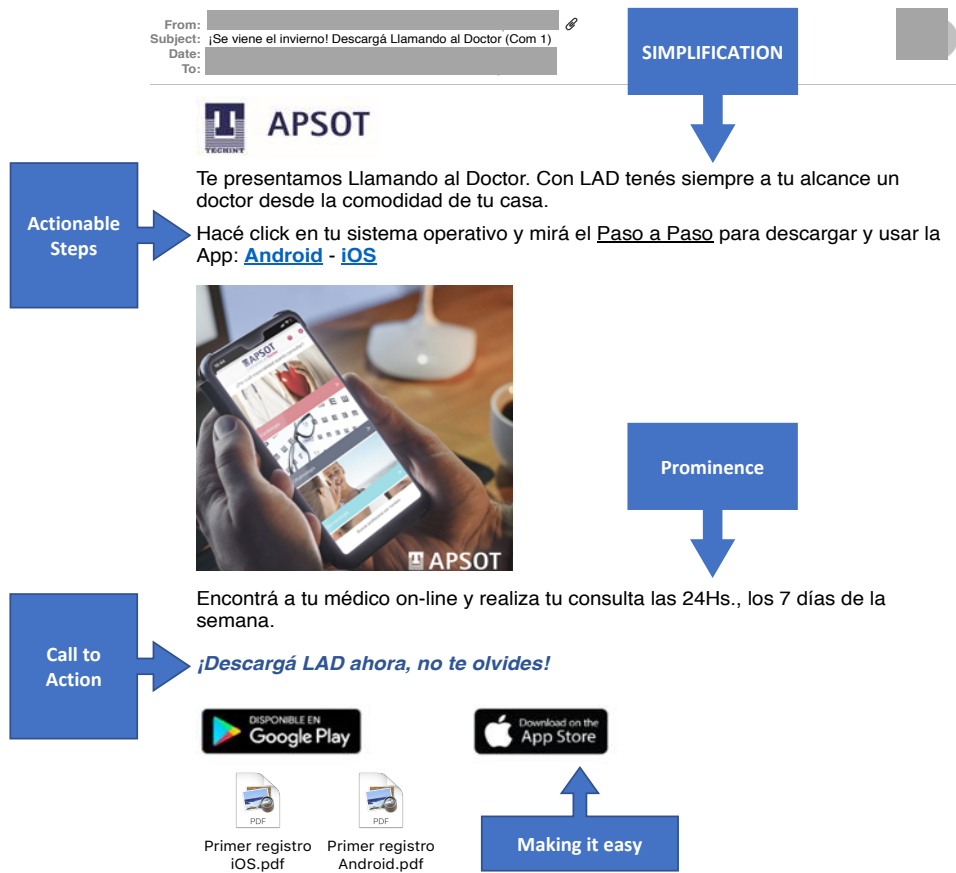 From:
Subject: ¡Se viene el invierno! Descargá Llamando al Doctor (Com 1)
Date:
To:
SIMPLIFICATION
TECHINT
APSOT
Te presentamos Llamando al Doctor. Con LAD tenés siempre a tu alcance un
doctor desde la comodidad de tu casa.
Actionable
Steps
Hacé click en tu sistema operativo y mirá el Paso a Paso para descargar y usar la
App: Android - iOS
APSOT
APSOT
Prominence
Encontrá a tu médico on-line y realiza tu consulta las 24Hs., los 7 días de la
semana.
Call to
Action
¡Descargá LAD ahora, no te olvides!
DISPONIBLE EN
Google Play
Download on the
App Store
PDF
PDF
Primer registro
iOS.pdf
Primer registro
Android.pdf
Making it easy